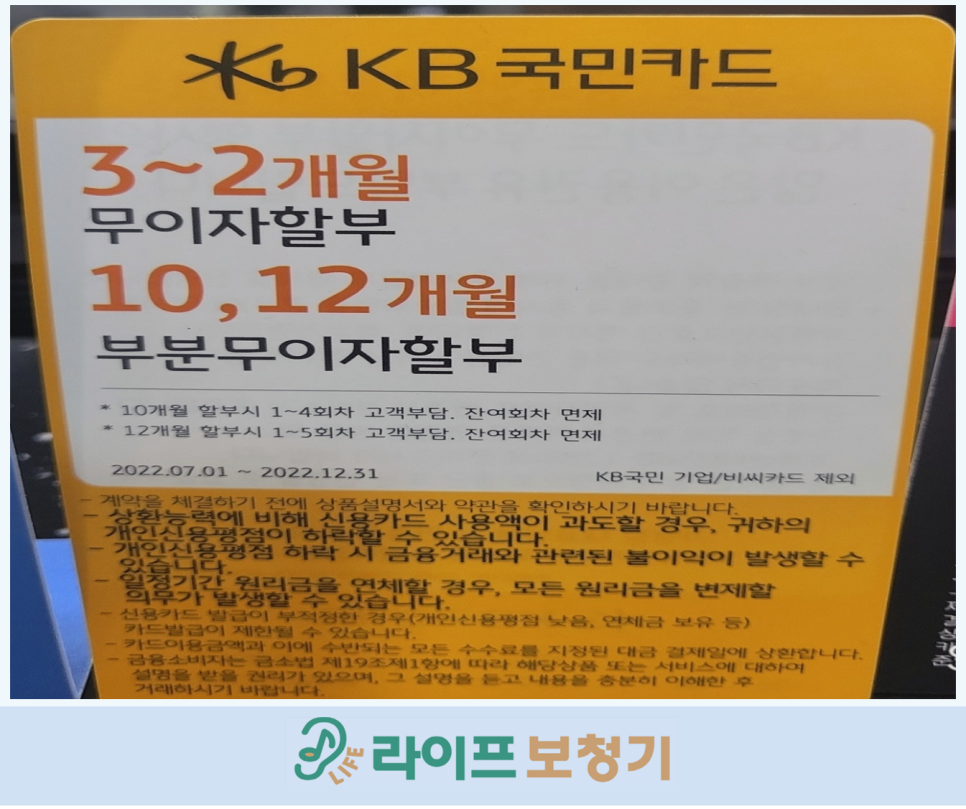 KB 국민카드
3~2개월
무이자할부
10,12개월
부분무이자할부
* 10개월 할부시 1~4회차 고객부담. 잔여회차 면제
* 12개월 할부시 1~5회차 고객부담. 잔여회차 면제
2022.07.01 ~ 2022.12.31 KB국민 기업/비씨카드 제외
- 계약을 체결하기 전에 상품설명서와 약관을 확인하시기 바랍니다.
- 상환능력에 비해 신용카드 사용액이 과도할 경우, 귀하의
개인신용평점이 하락할 수 있습니다.
- 개인신용평점 하락 시 금융거래와 관련된 불이익이 발생할 수
있습니다.
- 일정기간 원리금을 연체할 경우, 모든 원리금을 변제할
의무가 발생할 수 있습니다.
- 신용카드 발급이 부적정한 경우(개인신용평점 낮음, 연체금 보유 등)
카드발급이 제한될 수 있습니다.
- 카드이용금액과 이에 수반되는 모든 수수료를 지정된 대금 결제일에 상환합니다.
- 금융소비자는 금소법 제19조제1항에 따라 해당상품 또는 서비스에 대하여
설명을 받을 권리가 있으며, 그 설명을 듣고 내용을 충분히 이해한 후
거래하시기 바랍니다.
LIFE 라이프 보청기